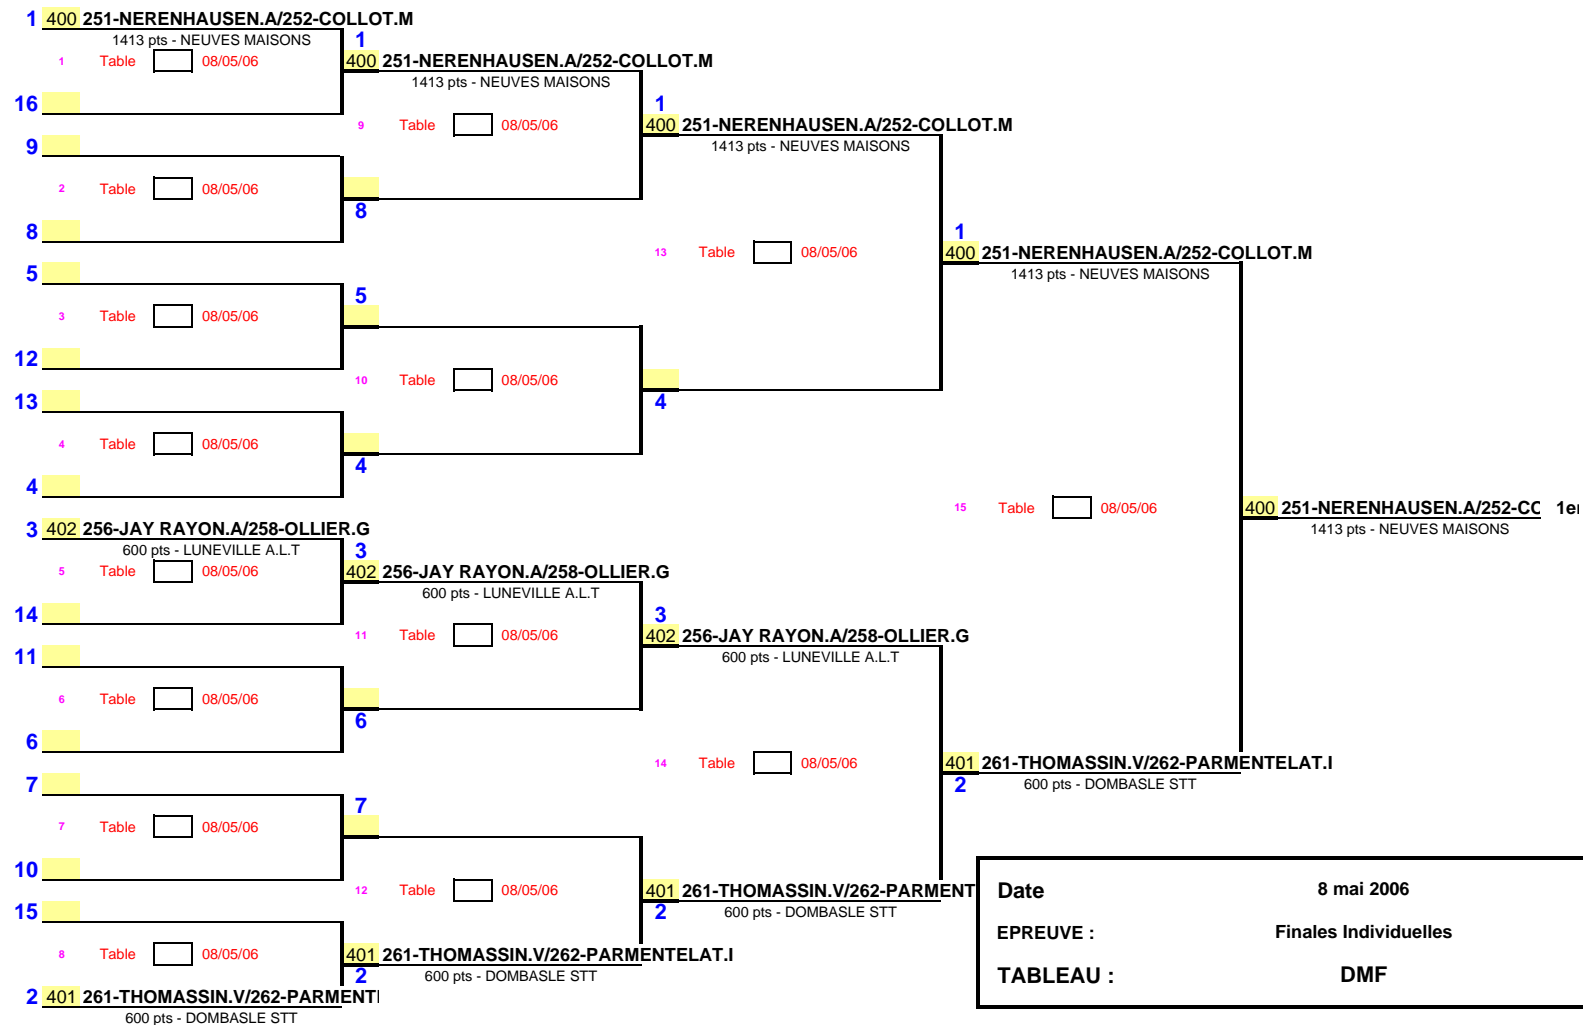 1 400 251-NERENHAUSEN.A/252-COLLOT.M
1413 pts - NEUVES MAISONS
1 Table 08/05/06
16
1
400 251-NERENHAUSEN.A/252-COLLOT.M
1413 pts - NEUVES MAISONS
9 Table 08/05/06
9
2 Table 08/05/06
8
8
1
400 251-NERENHAUSEN.A/252-COLLOT.M
1413 pts - NEUVES MAISONS
13 Table 08/05/06
5
3 Table 08/05/06
12
5
10 Table 08/05/06
13
4 Table 08/05/06
4
4
4
1
400 251-NERENHAUSEN.A/252-COLLOT.M
1413 pts - NEUVES MAISONS
15 Table 08/05/06
400 251-NERENHAUSEN.A/252-CC 1e
1413 pts - NEUVES MAISONS
3 402 256-JAY RAYON.A/258-OLLIER.G
600 pts - LUNEVILLE A.L.T
5 Table 08/05/06
14
3
402 256-JAY RAYON.A/258-OLLIER.G
600 pts - LUNEVILLE A.L.T
11 Table 08/05/06
11
6 Table 08/05/06
6
6
3
402 256-JAY RAYON.A/258-OLLIER.G
600 pts - LUNEVILLE A.L.T
14 Table 08/05/06
401 261-THOMASSIN.V/262-PARMENTELAT.I
2
600 pts - DOMBASLE STT
7
7 Table 08/05/06
10
7
12 Table 08/05/06
401 261-THOMASSIN.V/262-PARMENT
2
600 pts - DOMBASLE STT
15
8 Table 08/05/06
401 261-THOMASSIN.V/262-PARMENTELAT.I
2
600 pts - DOMBASLE STT
2 401 261-THOMASSIN.V/262-PARMENT
600 pts - DOMBASLE STT
Date 8 mai 2006
EPREUVE : Finales Individuelles
TABLEAU : DMF